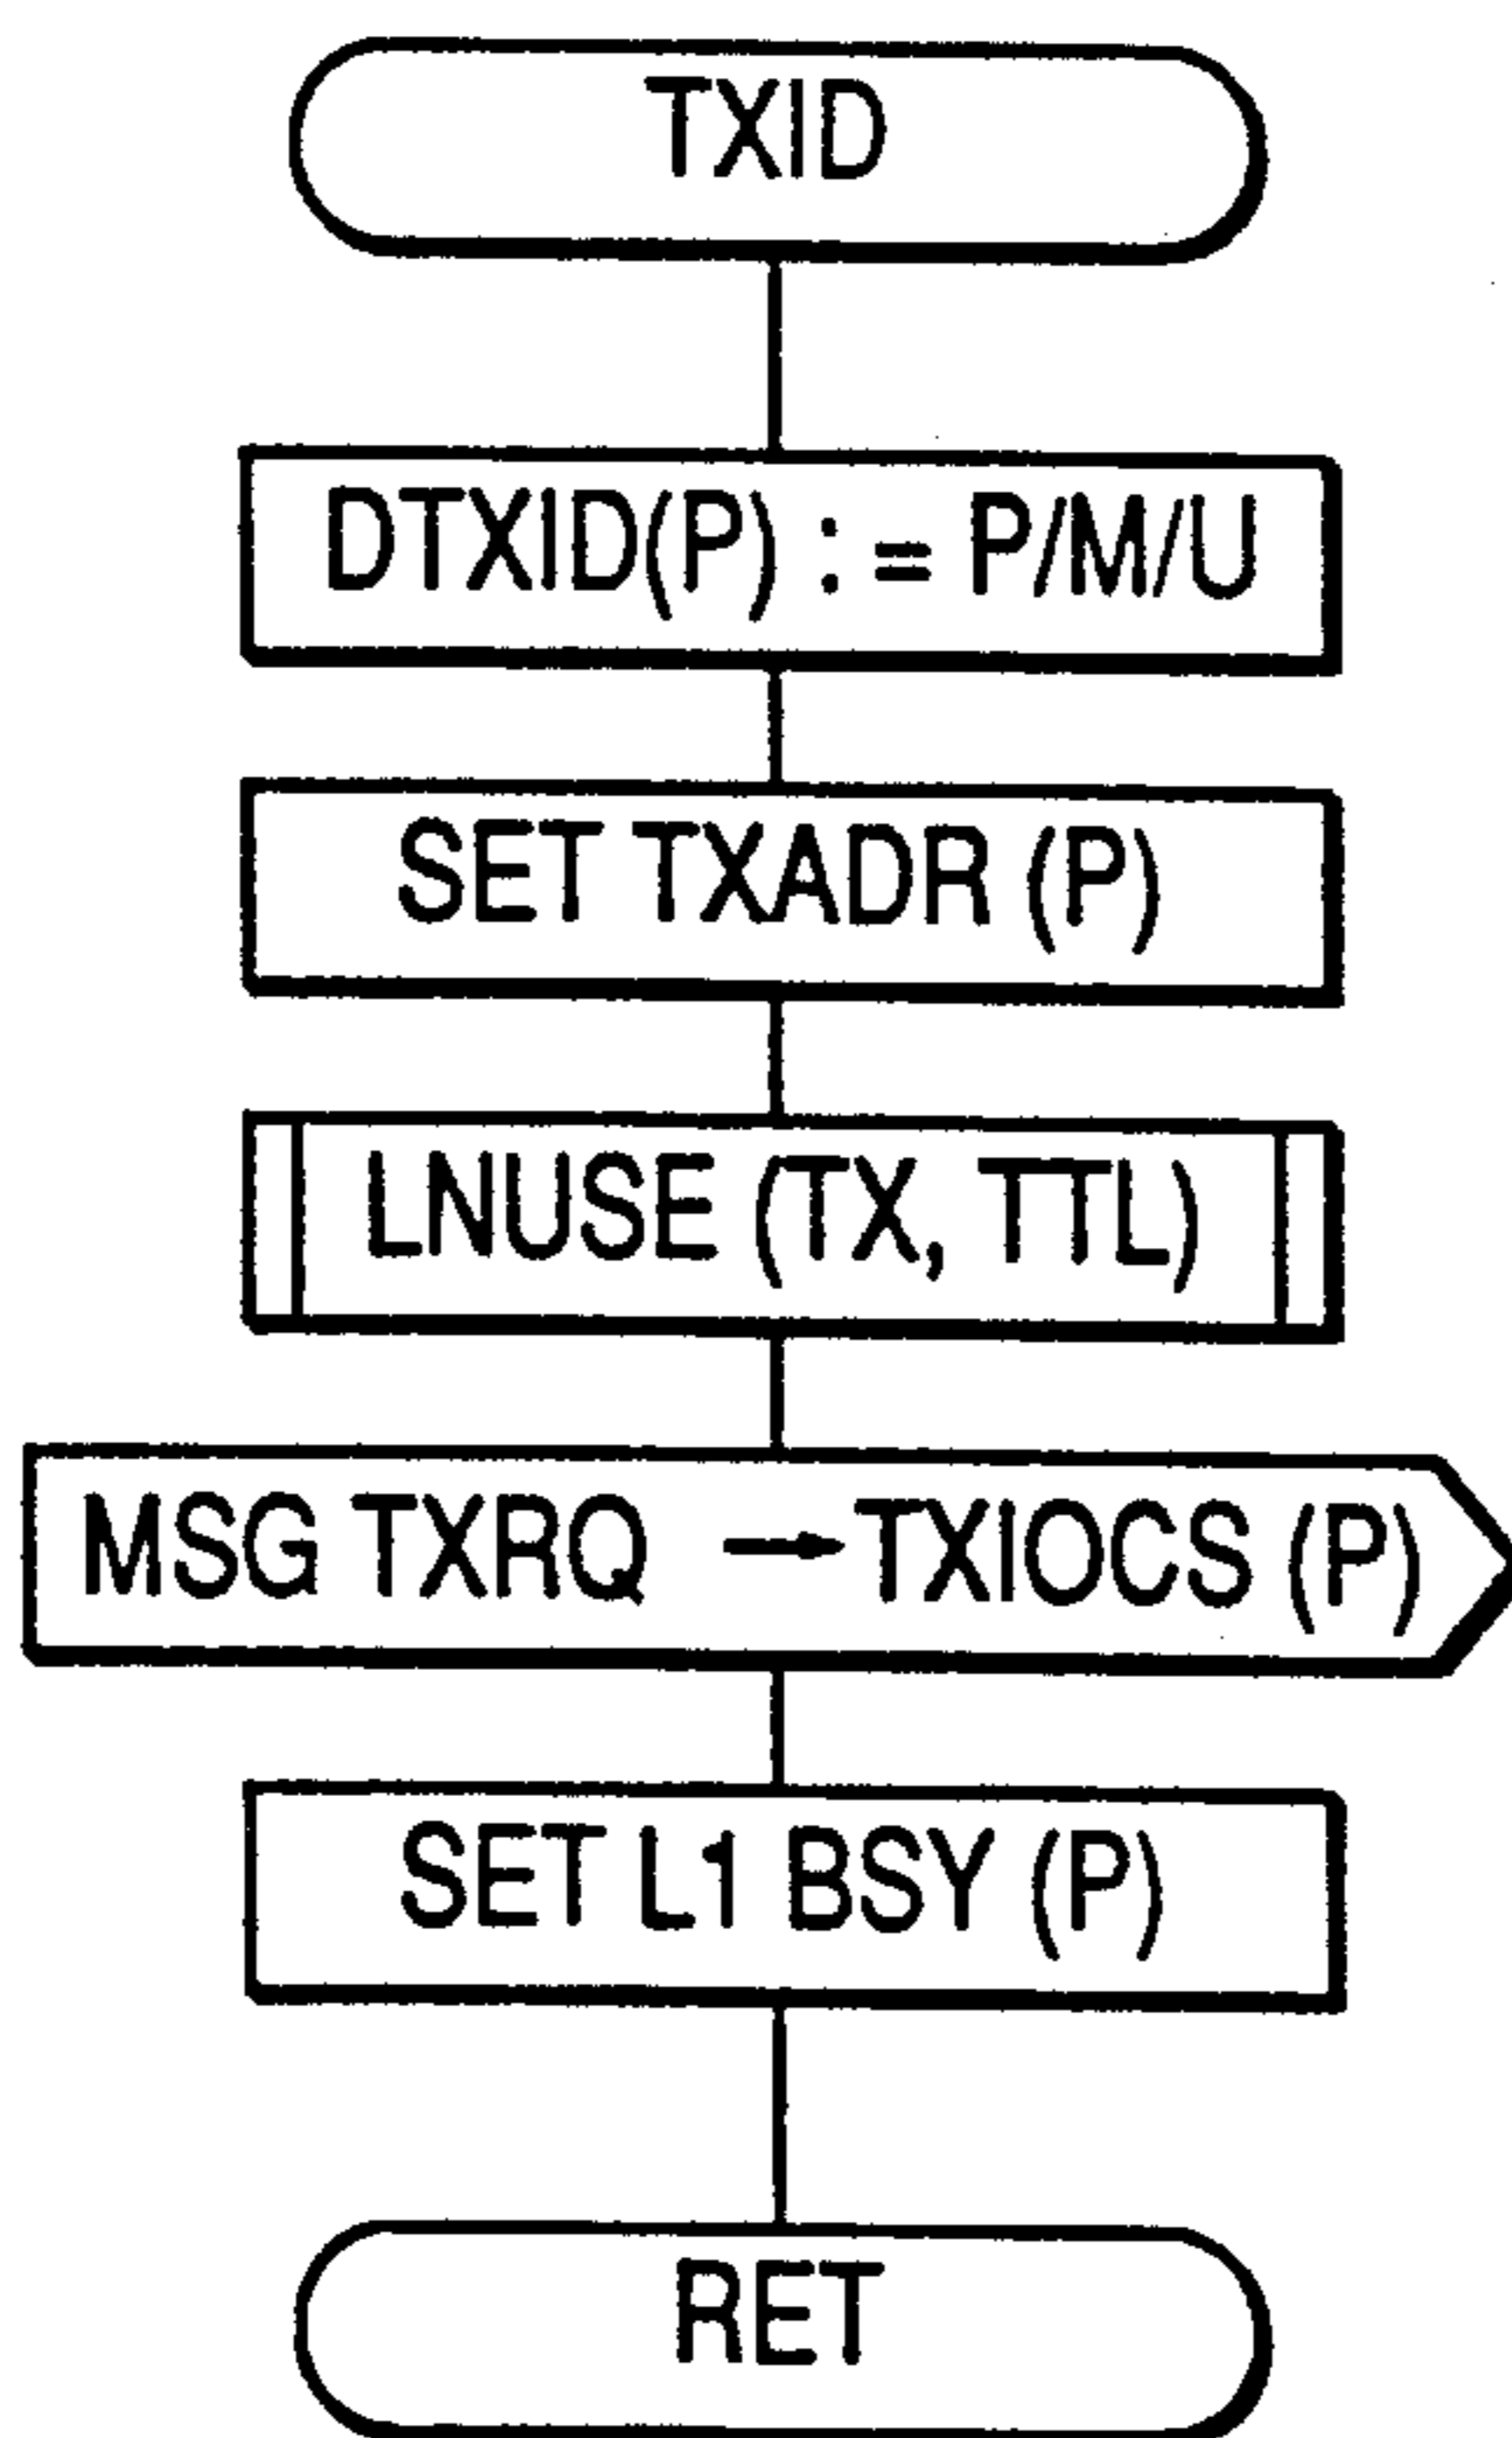 TXID
DTXID(P) := P/M/U
SET TXADR (P)
LNUSE (TX, TTL)
MSG TXRQ → TXIOCS (P)
SET L1 BSY (P)
RET